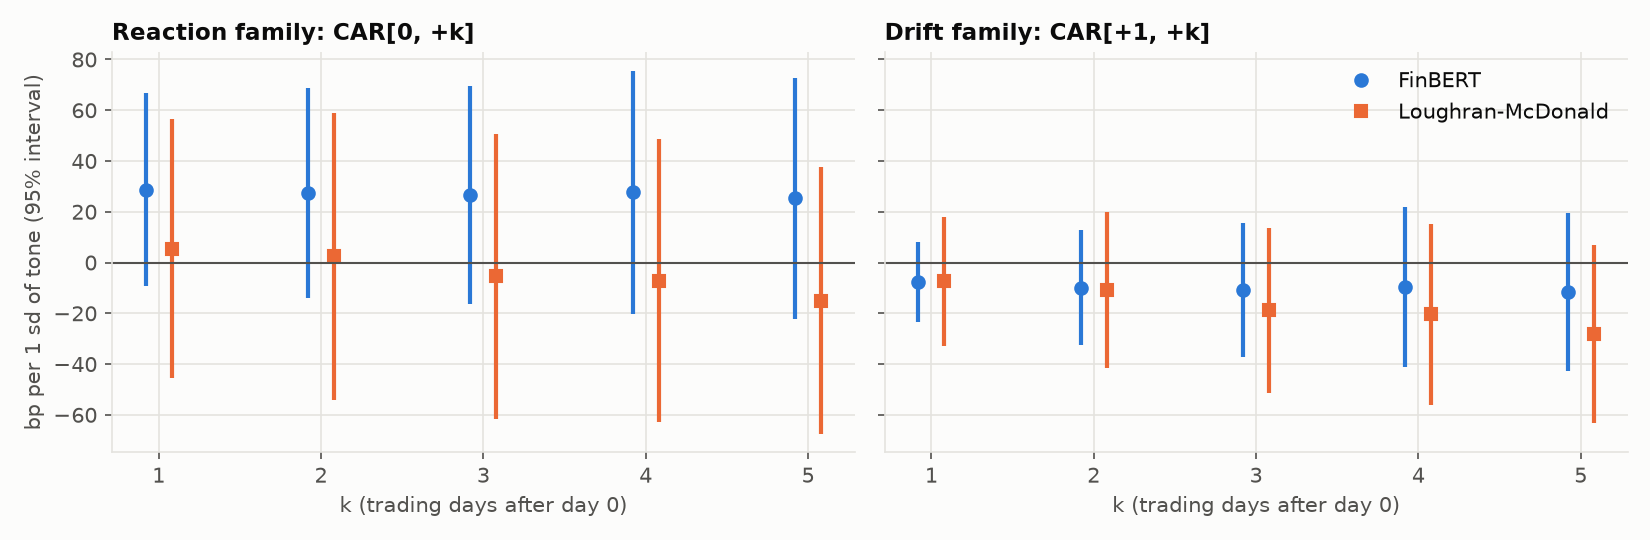 Reaction family: CAR[0, +k]
Drift family: CAR[+1, +k]
bp per 1 sd of tone (95% interval)
80
60
40
20
0
−20
−40
−60
FinBERT
Loughran-McDonald
1 2 3 4 5
1 2 3 4 5
k (trading days after day 0)
k (trading days after day 0)